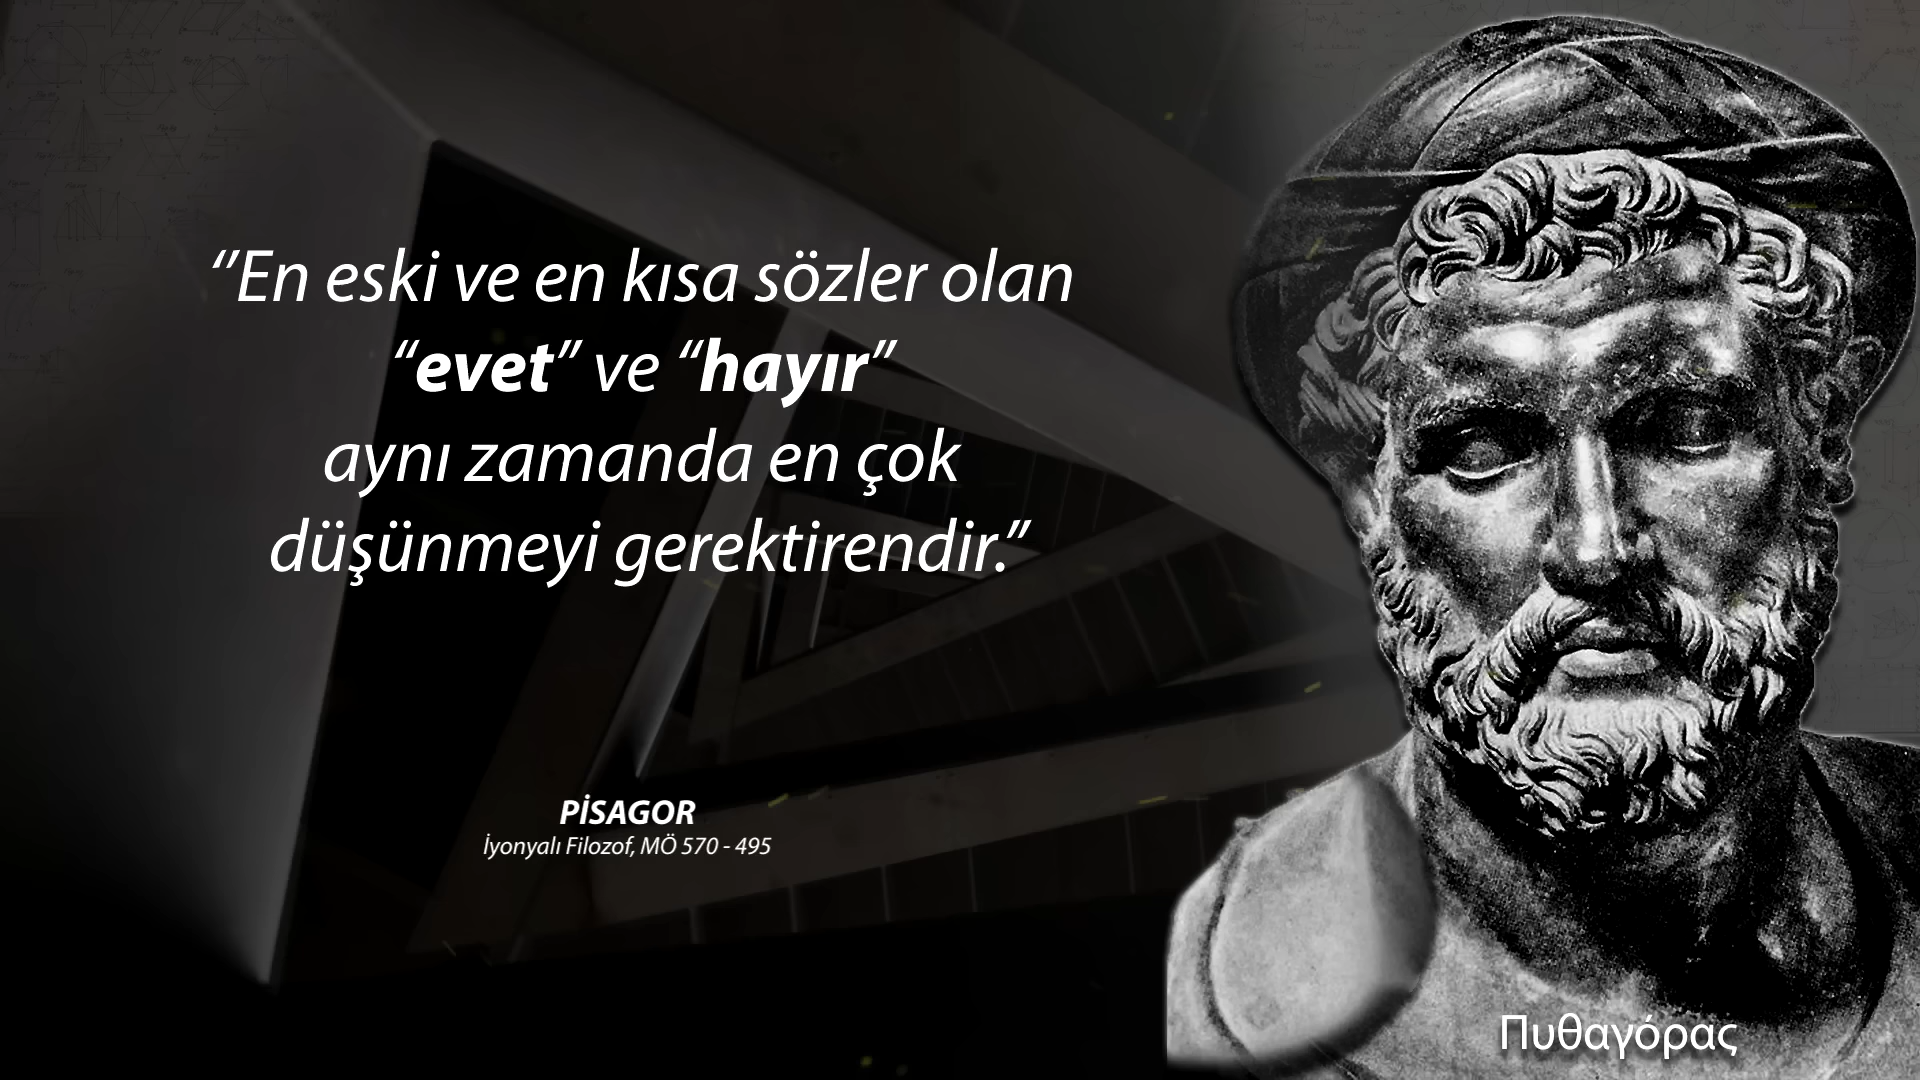 “En eski ve en kısa sözler olan
“evet” ve “hayır”
aynı zamanda en çok
düşünmeyi gerektirendir.”
PİSAGOR
İyonyalı Filozof, MÖ 570 - 495
Πυθαγόρας